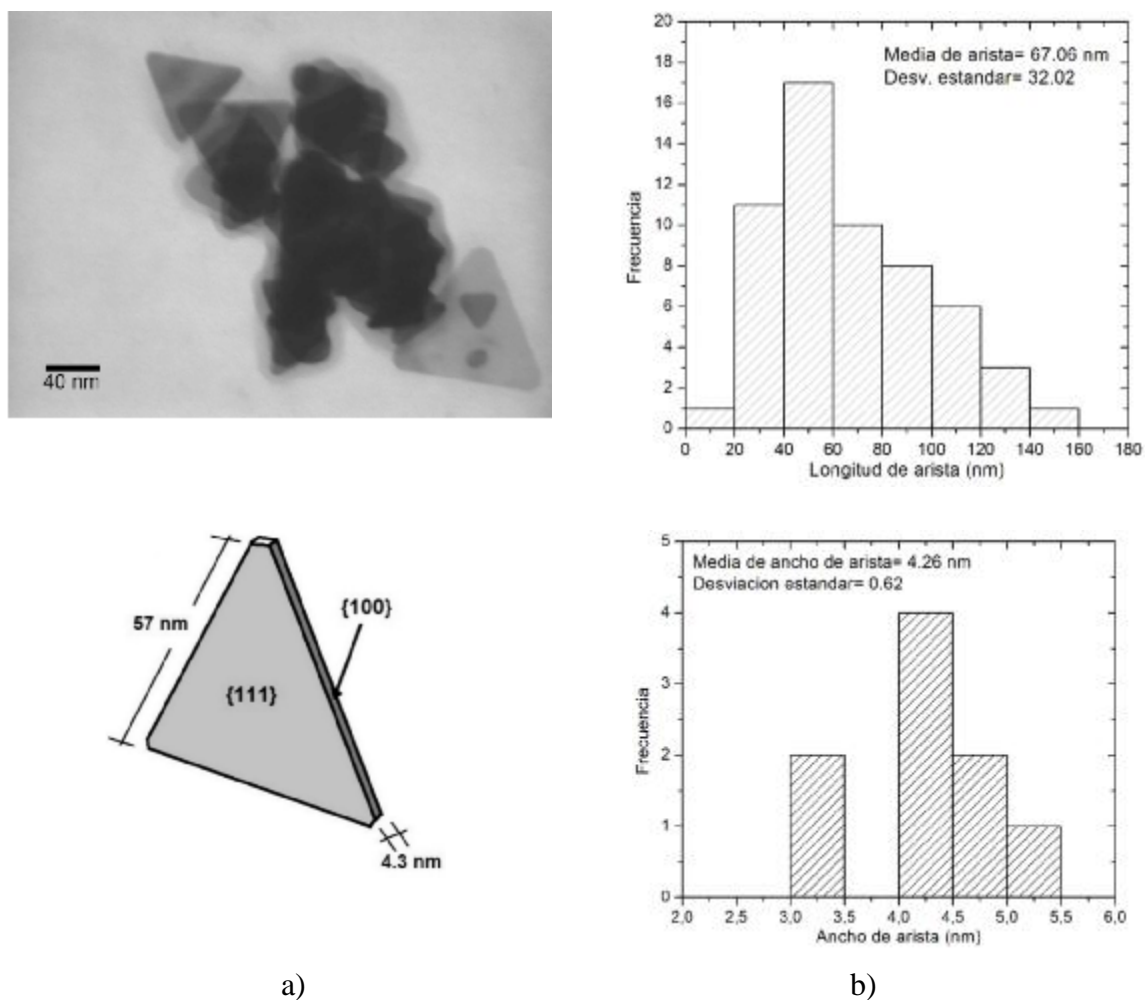 40 nm
20
18
16
14
12
10
8
6
4
2
0
Frecuencia
Media de arista= 67.06 nm
Desv. estandar= 32.02
0 20 40 60 80 100 120 140 160 180
Longitud de arista (nm)
57 nm
{100}
{111}
4.3 nm
5
4
3
2
1
0
Frecuencia
Media de ancho de arista= 4.26 nm
Desviacion estandar= 0.62
2,0 2,5 3,0 3,5 4,0 4,5 5,0 5,5 6,0
Ancho de arista (nm)
a) b)